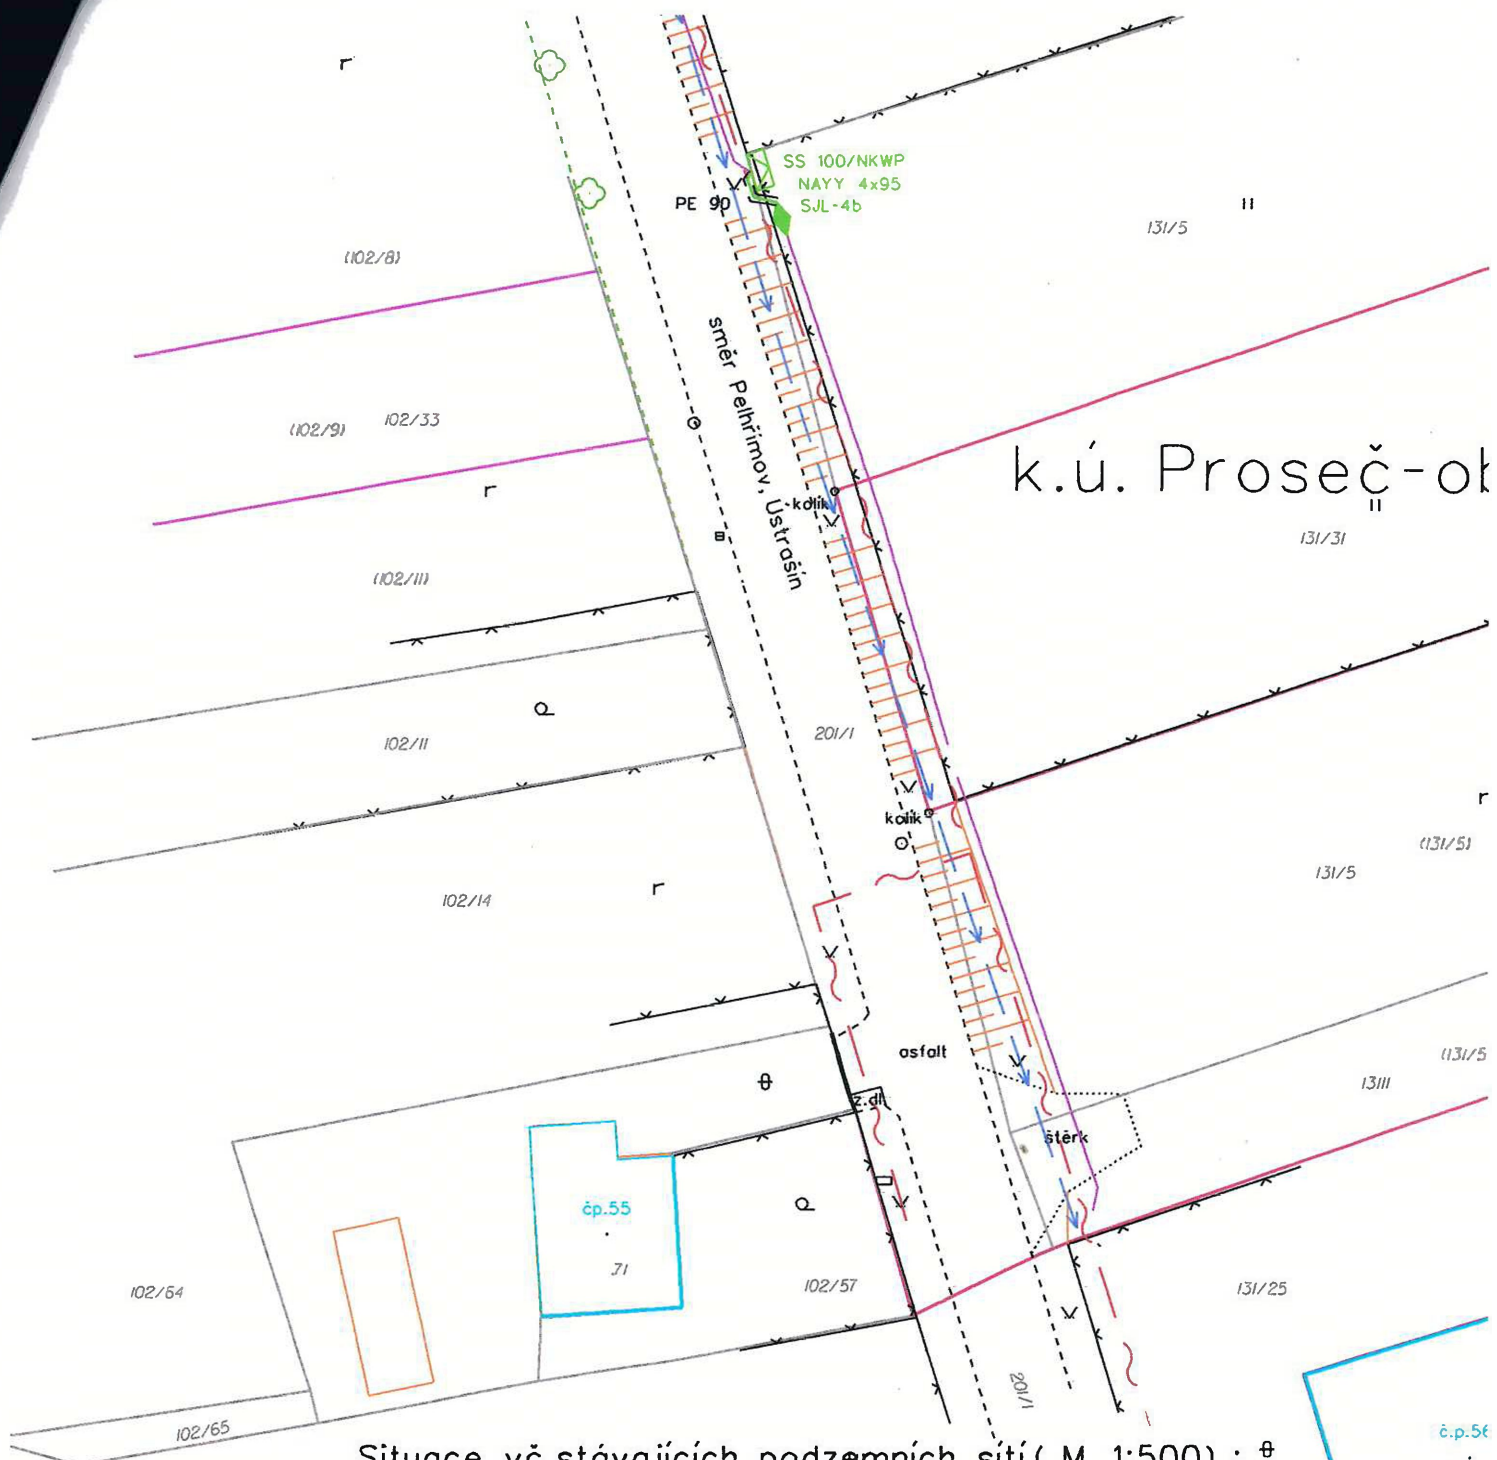 r
SS 100/NKWP
NAYY 4x95
SJL-4b
PE 90
131/5
(102/8)
směr Pelhřimov, Ústrašín
(102/9) 102/33
k.ú. Proseč-ob
r
kolík
131/31
(102/11)
201/1
102/11
r
kolík
(131/5)
131/5
102/14
r
asfalt
(131/5
131/1
z.dl.
štěrk
čp.55
71
102/64
102/57
131/25
201/1
102/65
č.p.56
Situace vč.stávajících podzemních sítí( M 1:500) :